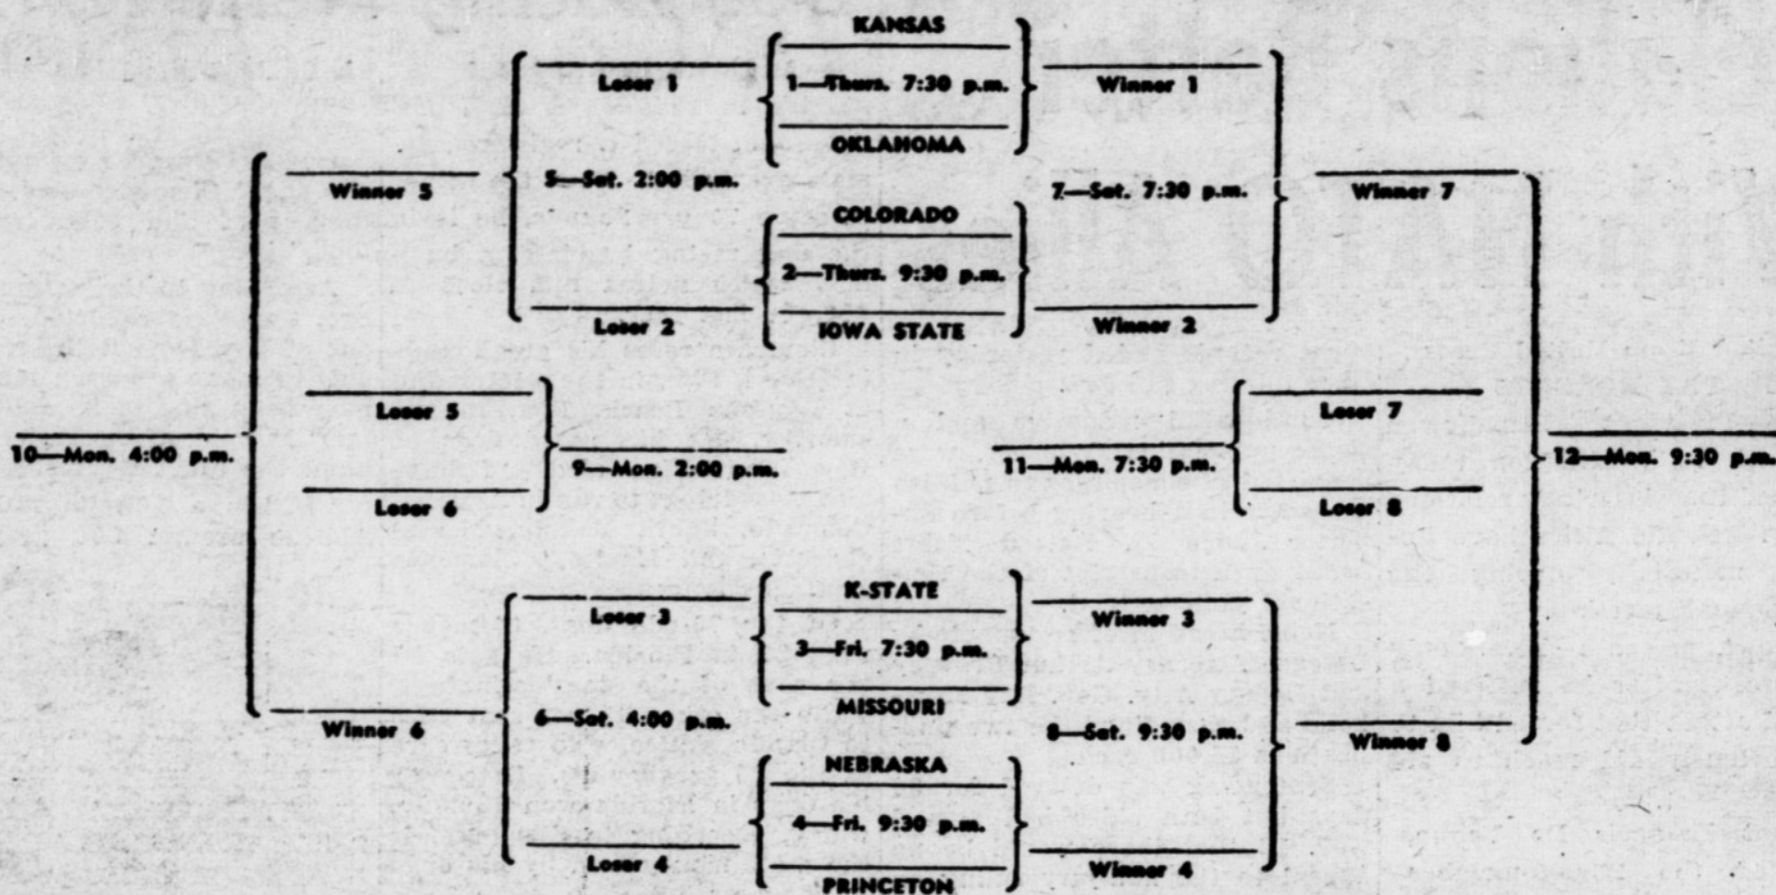 KANSAS
Loser 1
1—Thurs. 7:30 p.m.
Winner 1
OKLAHOMA
Winner 5
5—Sat. 2:00 p.m.
7—Sat. 7:30 p.m.
Winner 7
COLORADO
2—Thurs. 9:30 p.m.
Loser 2
IOWA STATE
Winner 2
Loser 5
Loser 7
10—Mon. 4:00 p.m.
9—Mon. 2:00 p.m.
11—Mon. 7:30 p.m.
12—Mon. 9:30 p.m.
Loser 6
Loser 8
K-STATE
Loser 3
Winner 3
3—Fri. 7:30 p.m.
MISSOURI
Winner 6
6—Sat. 4:00 p.m.
8—Sat. 9:30 p.m.
Winner 8
NEBRASKA
4—Fri. 9:30 p.m.
Loser 4
Winner 4
PRINCETON